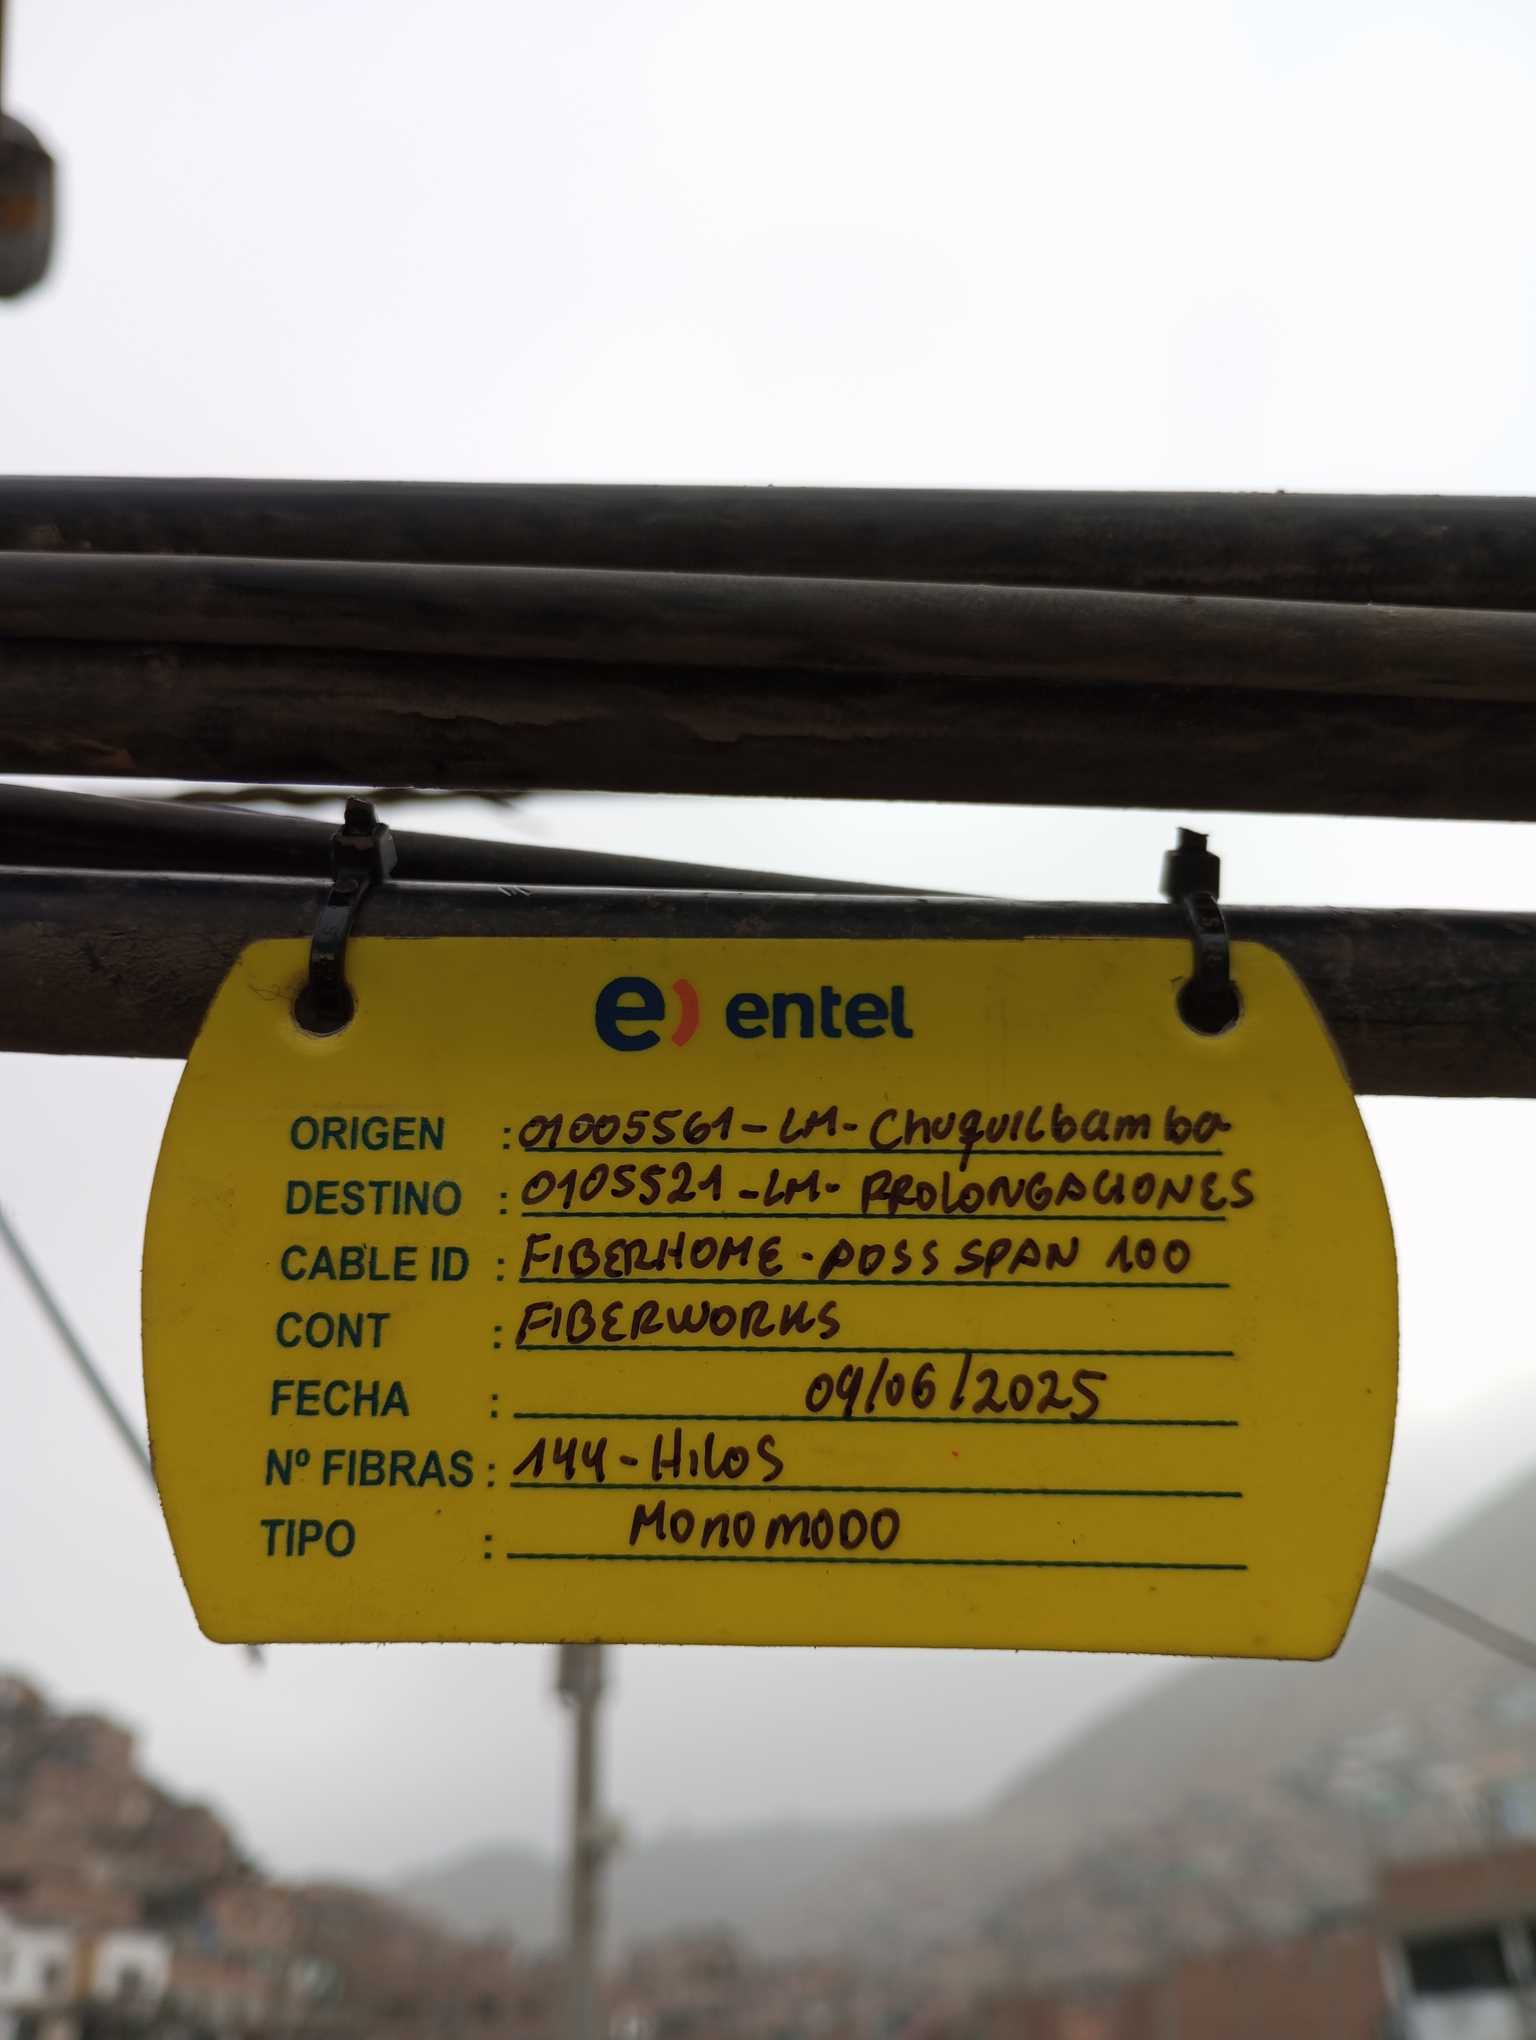 e) entel
ORIGEN : 01005561-LM-Chuquilbamba
DESTINO : 0105521-LM-PROLONGACIONES
CABLE ID : FIBERHOME-ADSS SPAN 100
CONT : FIBERWORKS
FECHA : 09/06/2025
Nº FIBRAS : 144-Hilos
TIPO : Monomodo